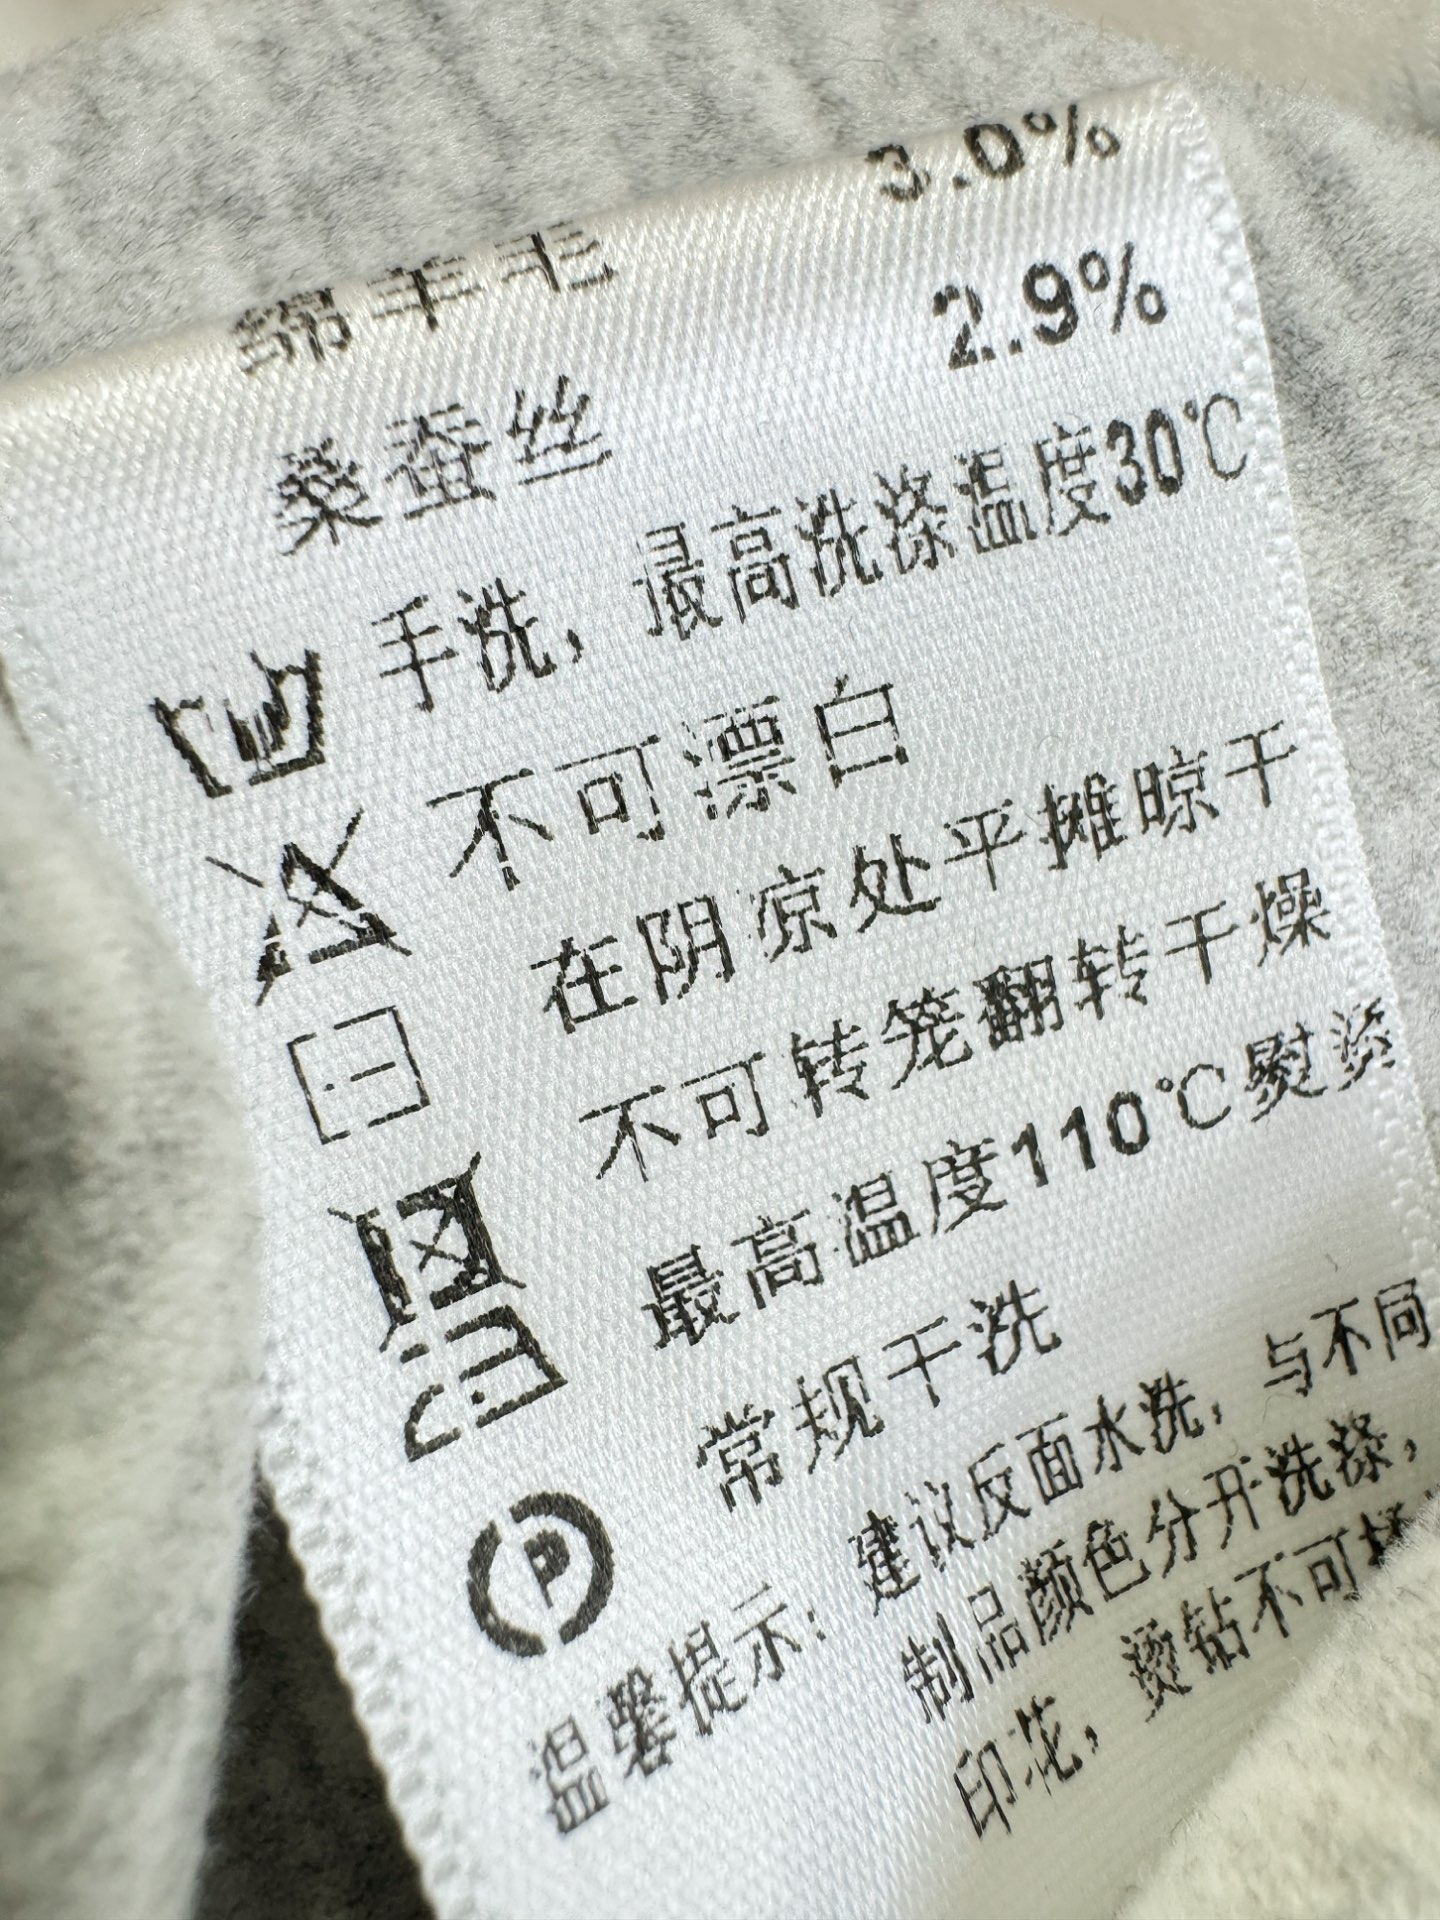 绵羊毛 3.0%
桑蚕丝 2.9%
手洗，最高洗涤温度30℃
不可漂白
在阴凉处平摊晾干
不可转笼翻转干燥
最高温度110℃熨烫
常规干洗
P
温馨提示：建议反面水洗，与不同
制品颜色分开洗涤，
印花，烫钻不可